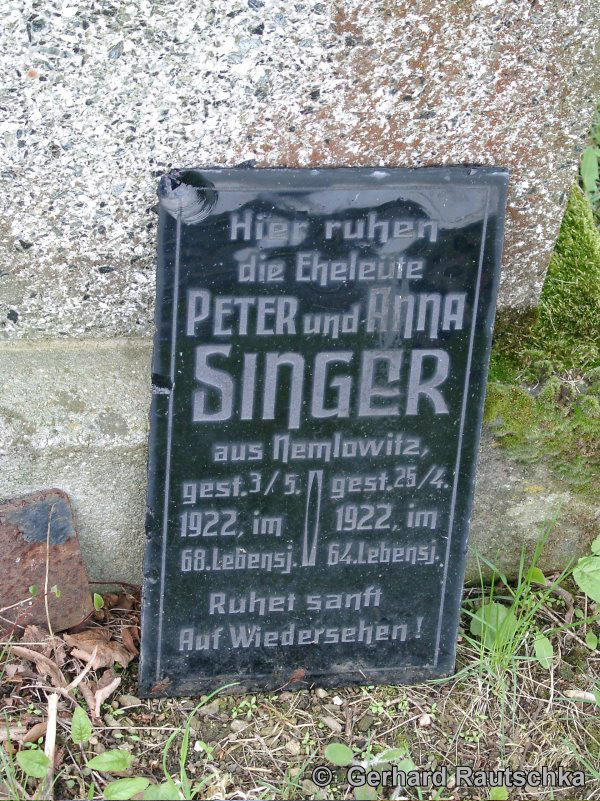 Hier ruhen
die Eheleute
PETER und ANNA
SINGER
aus Nemlowitz,
gest. 3/5. gest. 25/4.
1922, im 1922, im
68. Lebensj. 64. Lebensj.
Ruhet sanft
Auf Wiedersehen!
© Gerhard Rautschka